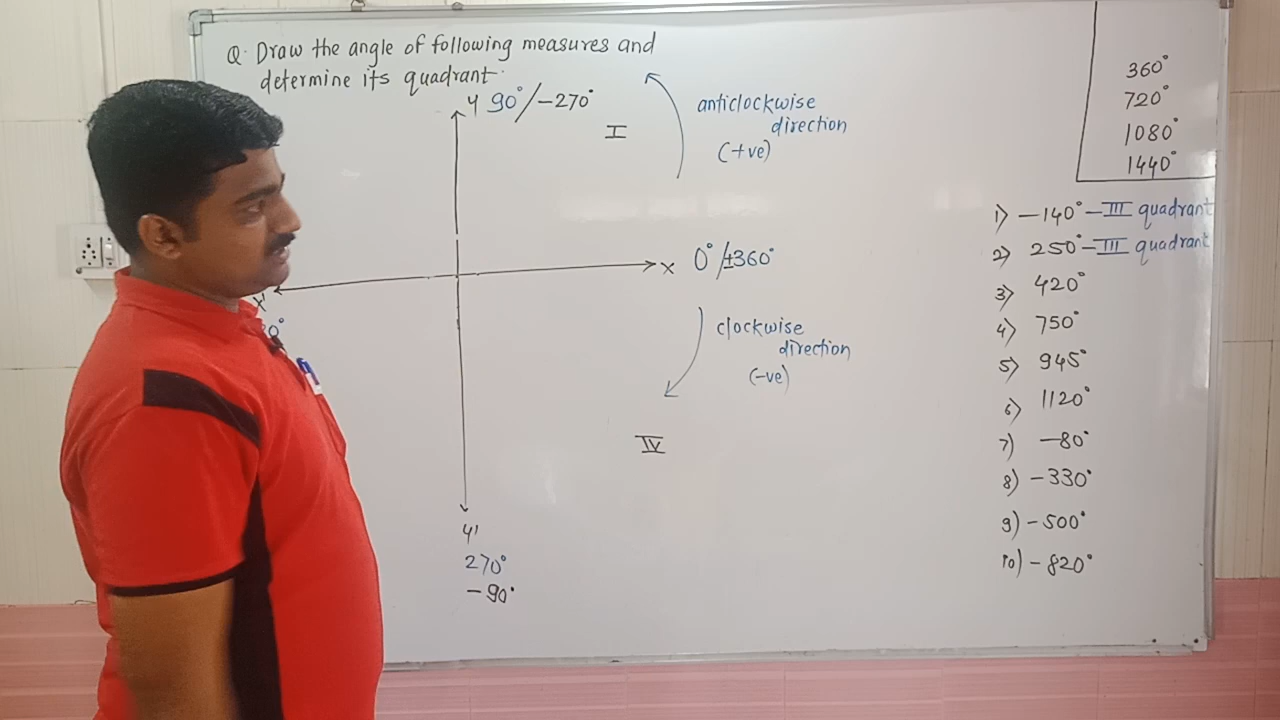 Q. Draw the angle of following measures and
determine its quadrant.
Y 90°/-270°
I
anticlockwise
direction
(+ve)
360°
720°
1080°
1440°
X' X 0°/±360°
clockwise
direction
(-ve)
IV
Y'
270°
-90°
1) -140° - III quadrant
2) 250° - III quadrant
3) 420°
4) 750°
5) 945°
6) 1120°
7) -80°
8) -330°
9) -500°
10) -820°